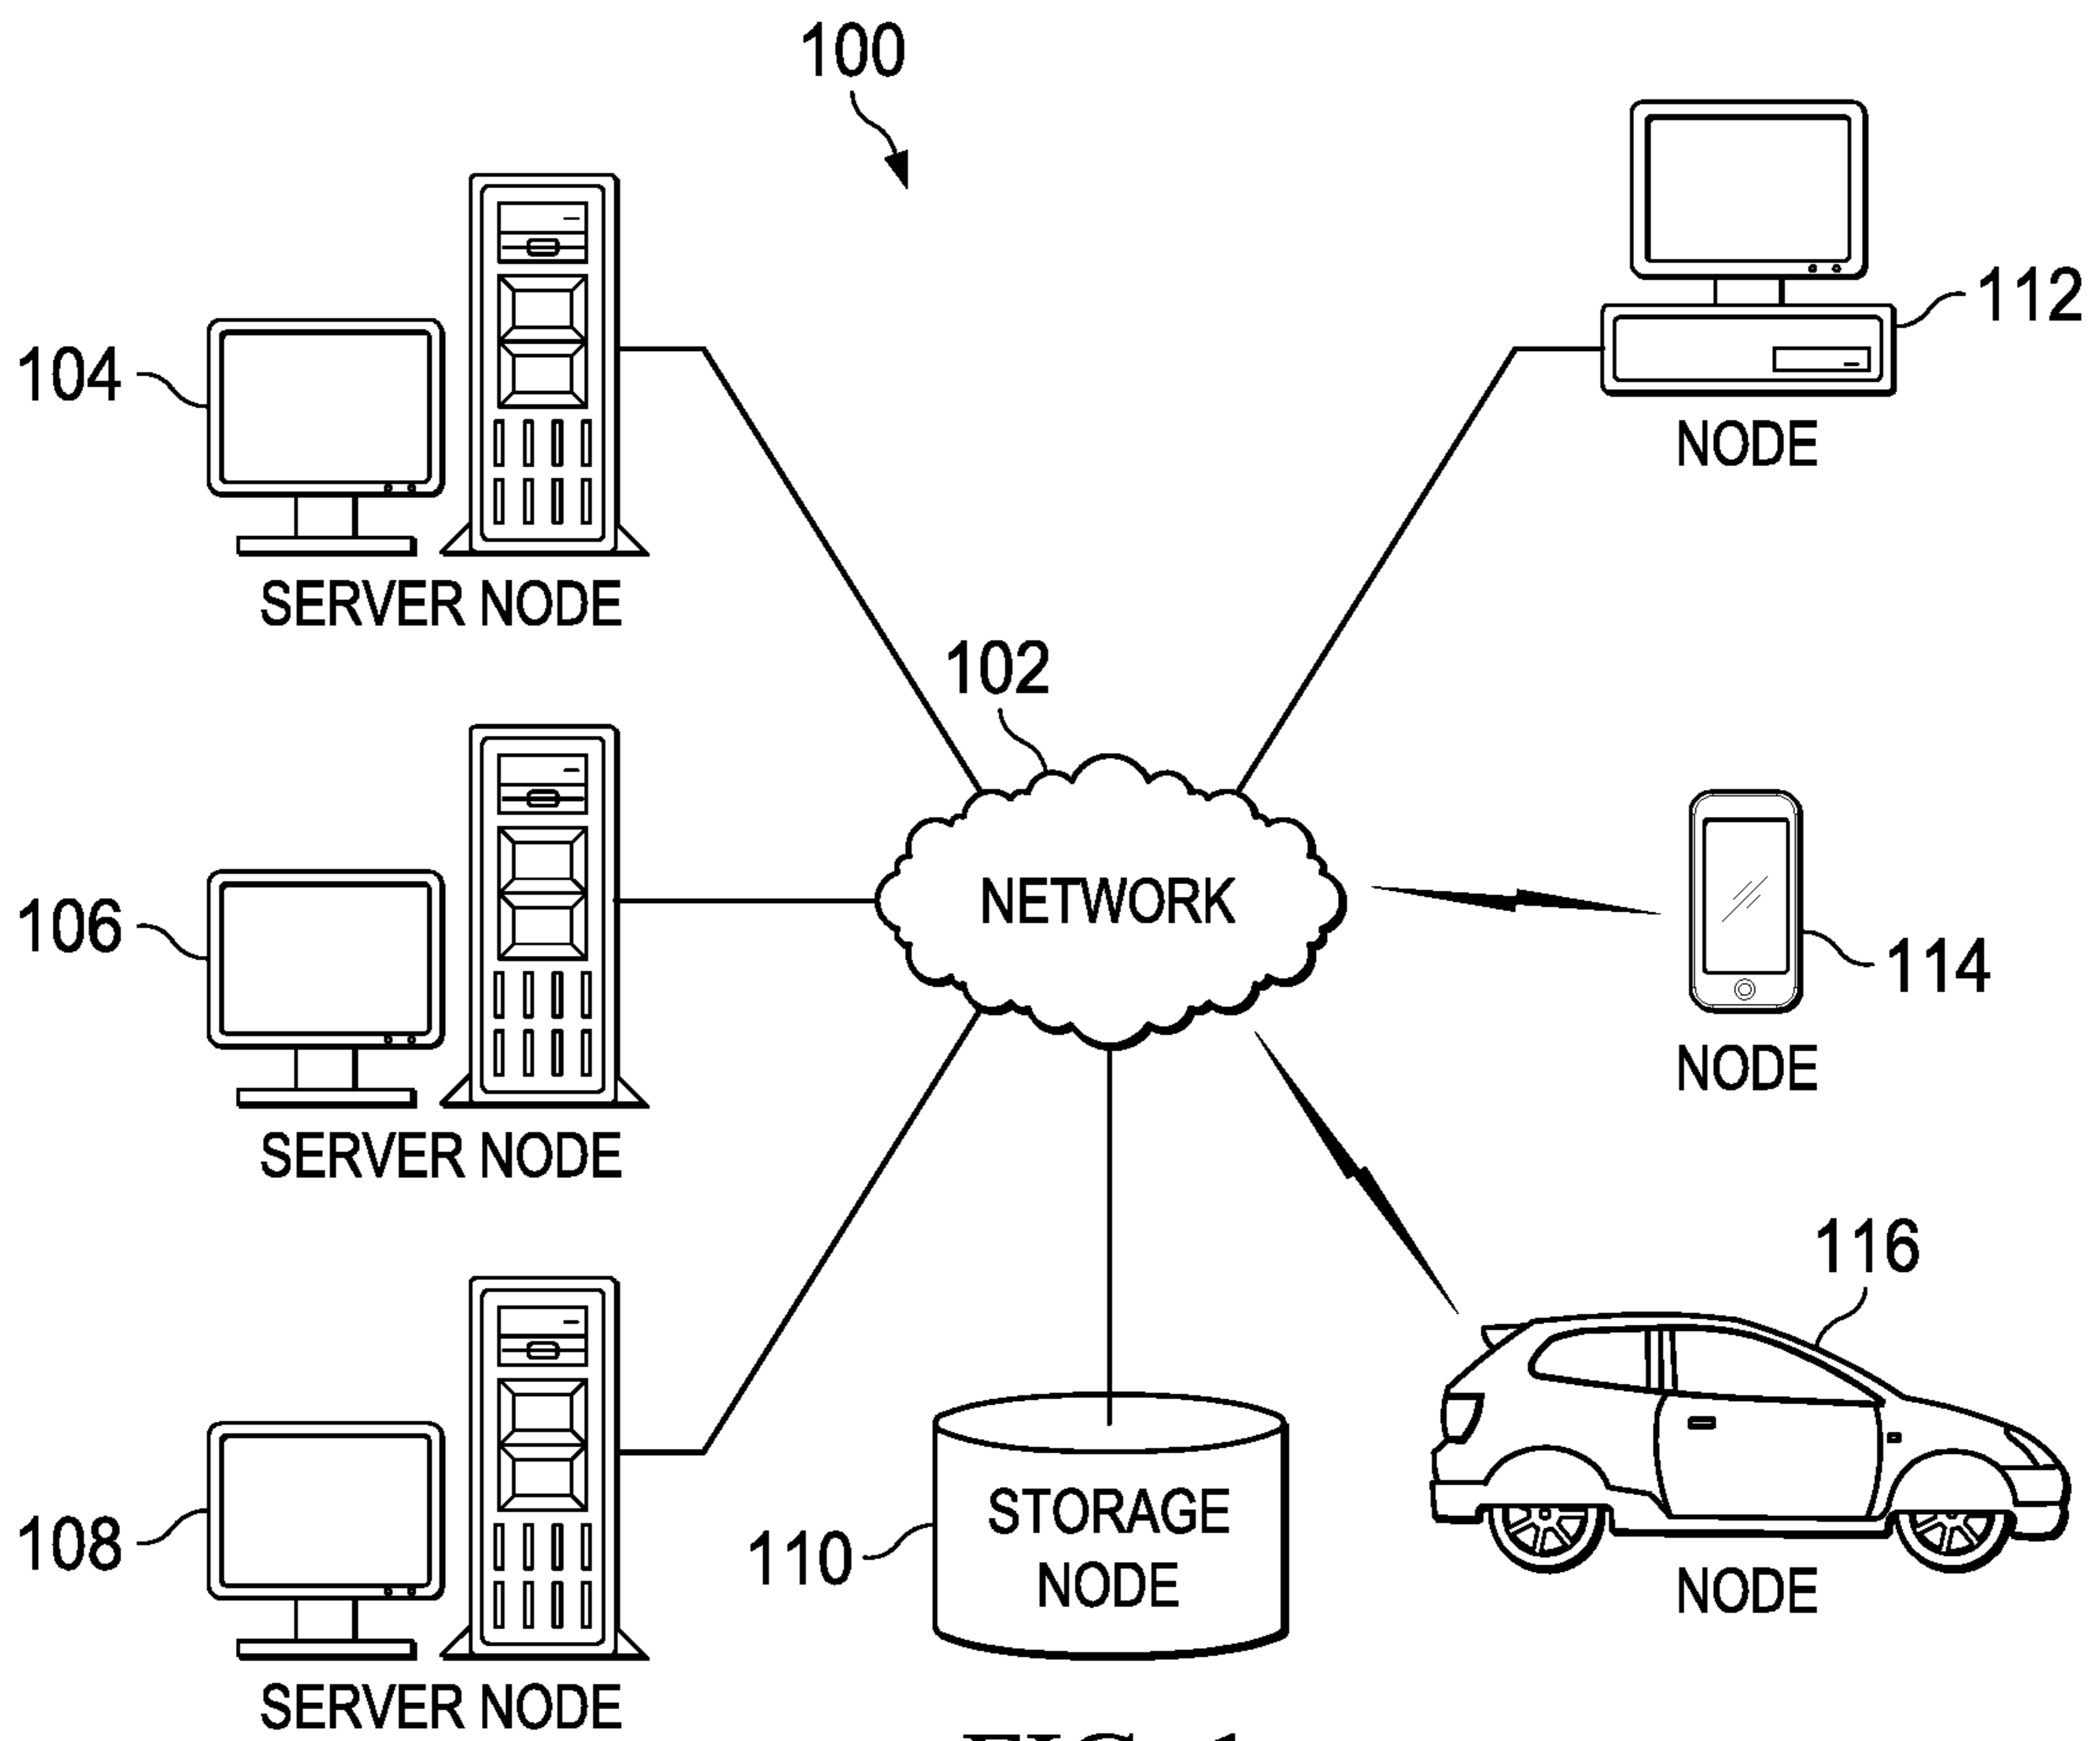 100
112
104
NODE
SERVER NODE
102
NETWORK
106
114
NODE
SERVER NODE
116
108
110
STORAGE
NODE
NODE
SERVER NODE